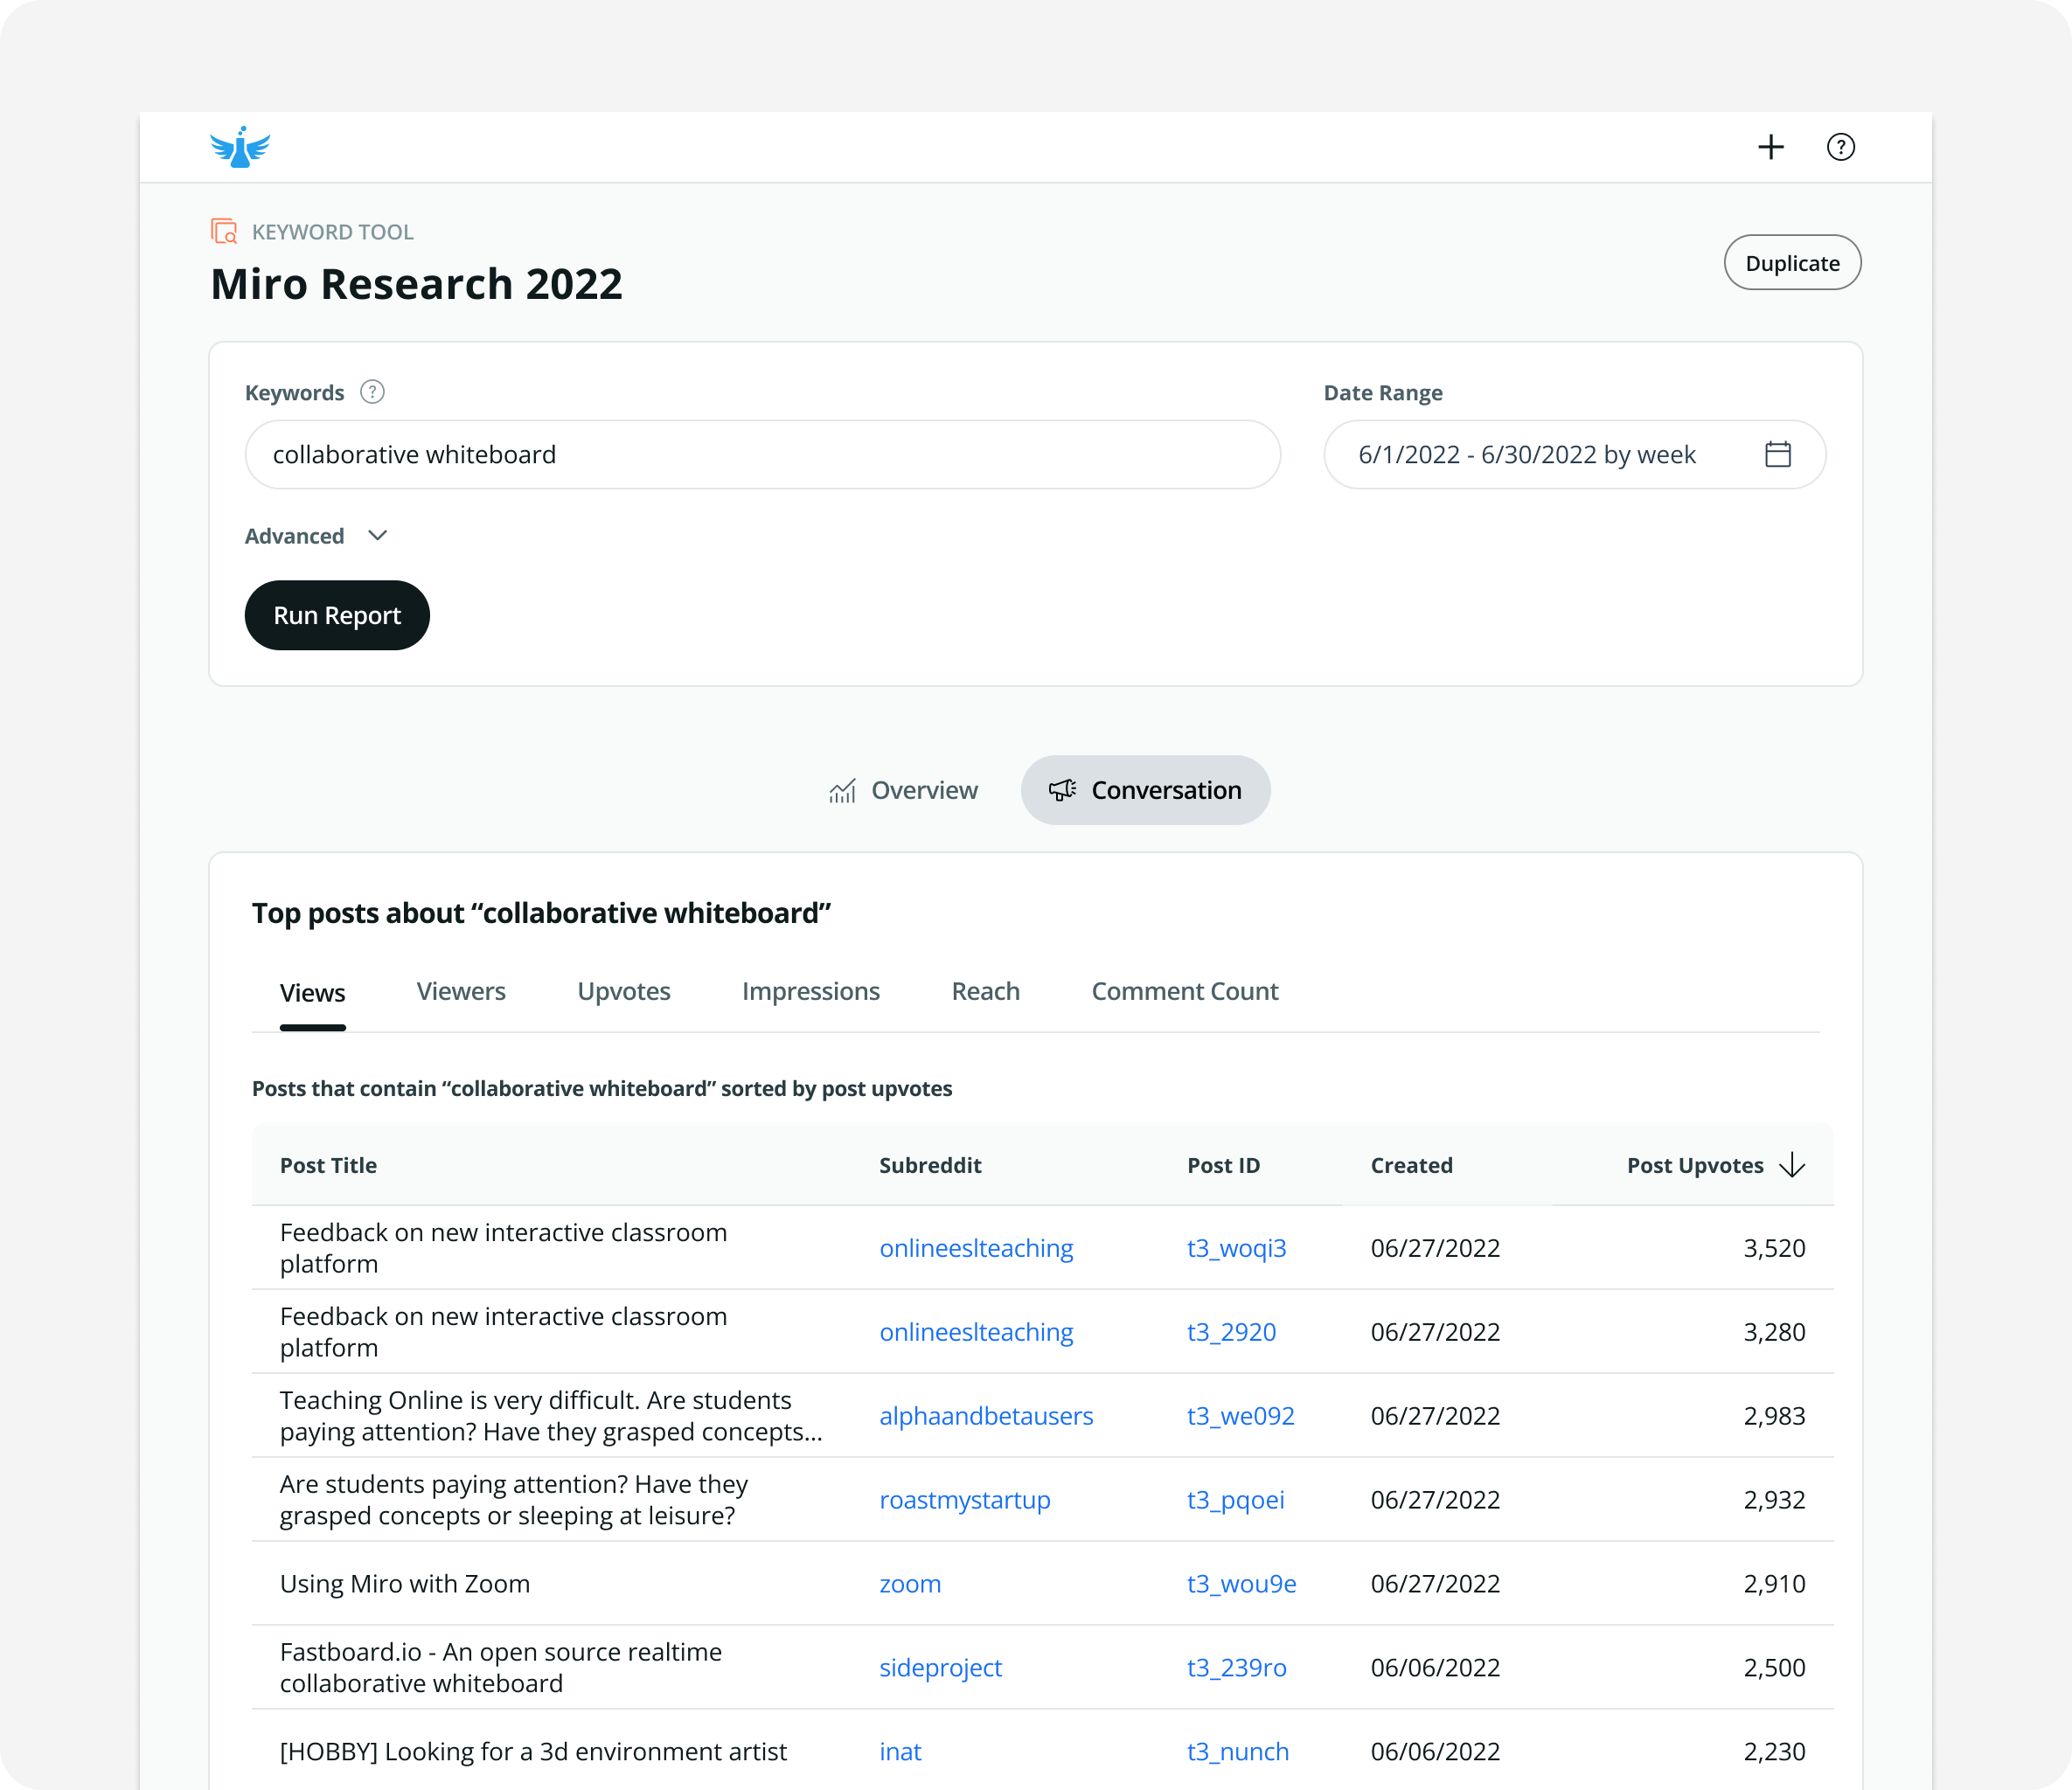 KEYWORD TOOL
Miro Research 2022
Duplicate
Keywords ?
Date Range
collaborative whiteboard
6/1/2022 - 6/30/2022 by week
Advanced
Run Report
Overview
Conversation
Top posts about “collaborative whiteboard”
Views Viewers Upvotes Impressions Reach Comment Count
Posts that contain “collaborative whiteboard” sorted by post upvotes
Post Title Subreddit Post ID Created Post Upvotes
Feedback on new interactive classroom
platform
onlineeslteaching t3_woqi3 06/27/2022 3,520
Feedback on new interactive classroom
platform
onlineeslteaching t3_2920 06/27/2022 3,280
Teaching Online is very difficult. Are students
paying attention? Have they grasped concepts...
alphaandbetausers t3_we092 06/27/2022 2,983
Are students paying attention? Have they
grasped concepts or sleeping at leisure?
roastmystartup t3_pqoei 06/27/2022 2,932
Using Miro with Zoom zoom t3_wou9e 06/27/2022 2,910
Fastboard.io - An open source realtime
collaborative whiteboard
sideproject t3_239ro 06/06/2022 2,500
[HOBBY] Looking for a 3d environment artist inat t3_nunch 06/06/2022 2,230